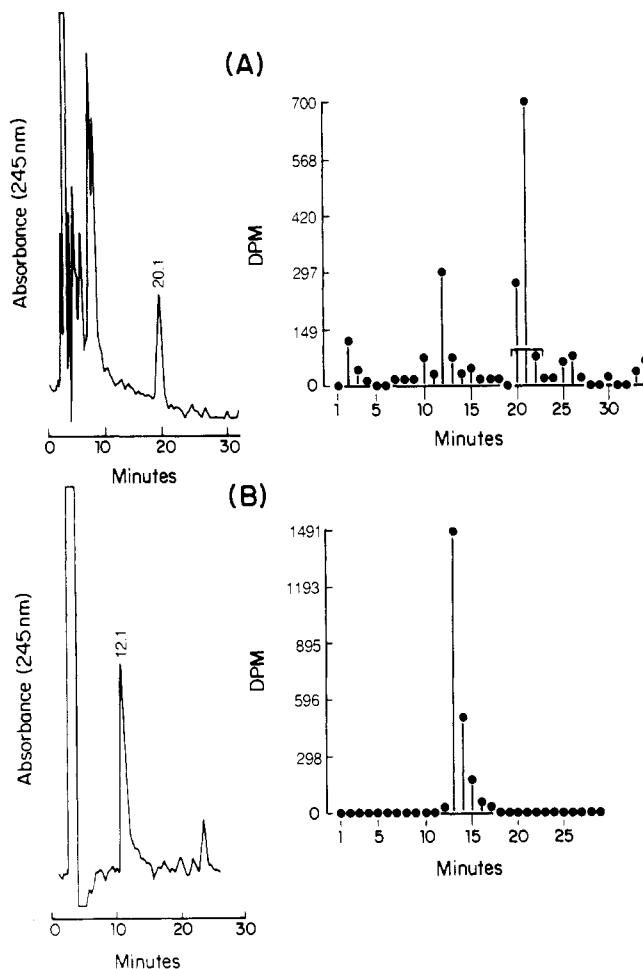 (A)
Absorbance (245 nm)
20.1
0 10 20 30
Minutes
DPM
700
568
420
297
149
0
1 5 10 15 20 25 30
Minutes
(B)
Absorbance (245 nm)
12.1
0 10 20 30
Minutes
DPM
1491
1193
895
596
298
0
1 5 10 15 20 25
Minutes